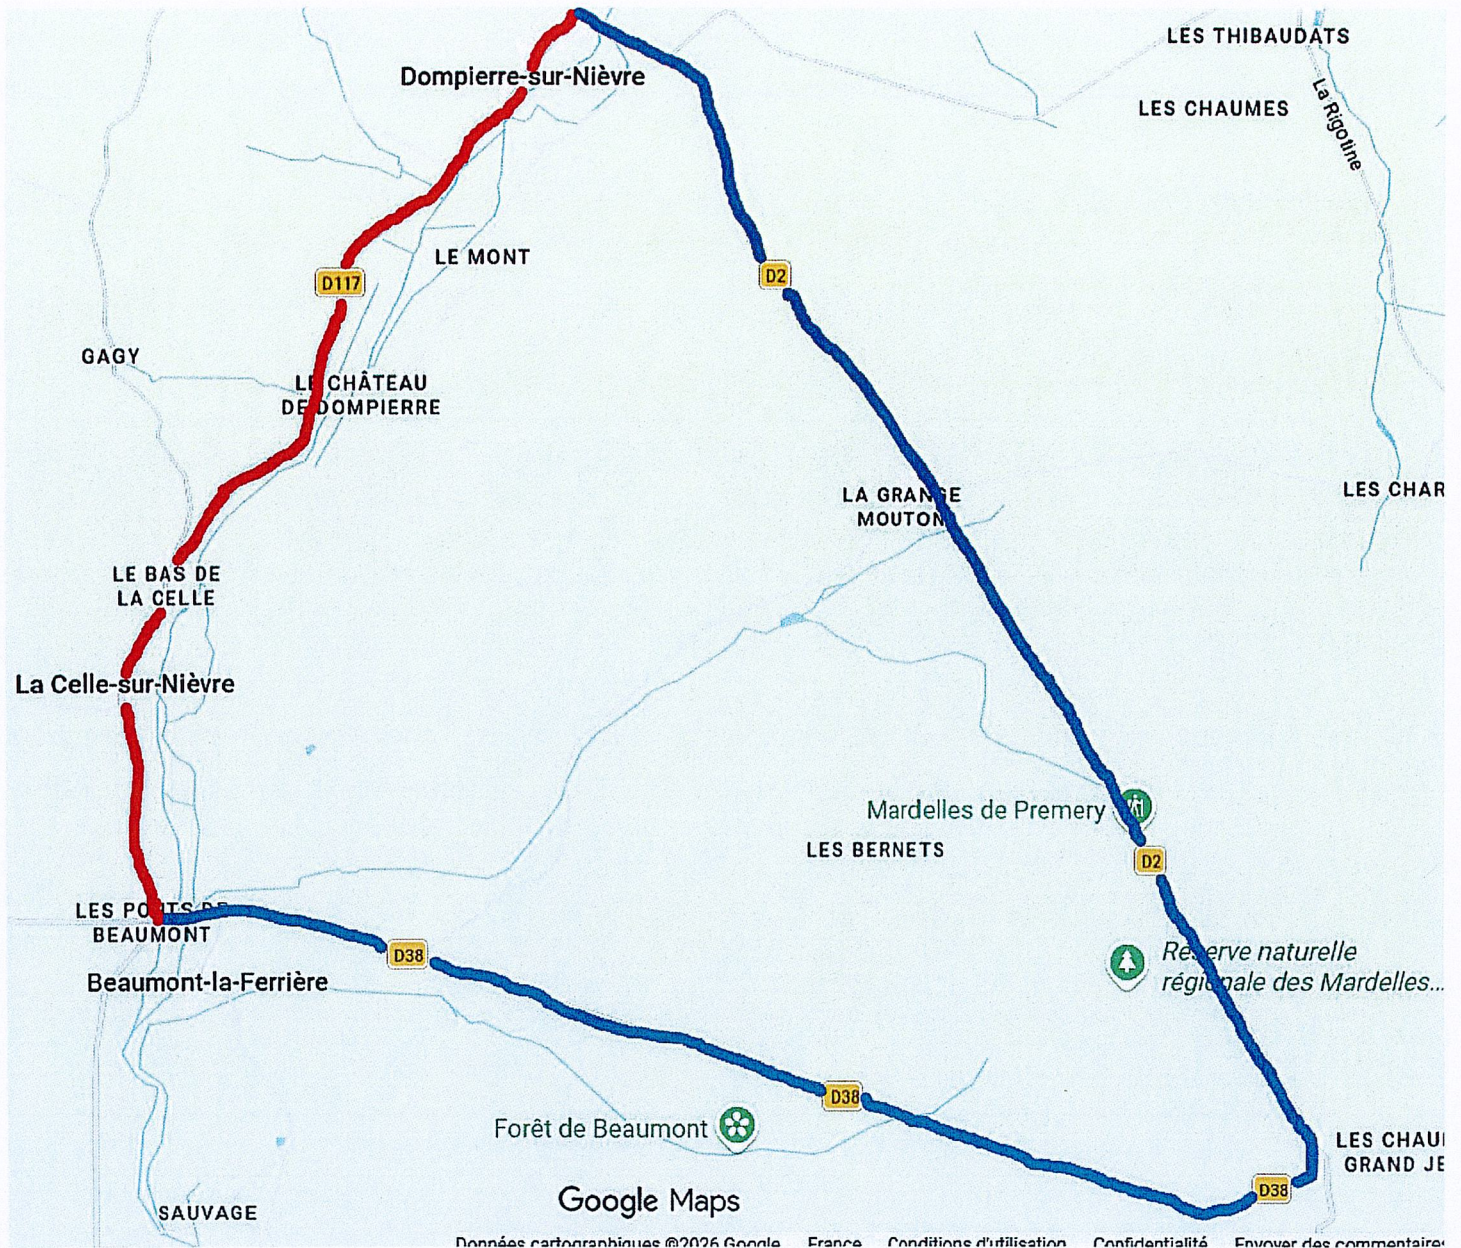 LES THIBAUDATS
Dompierre-sur-Nièvre
LES CHAUMES
La Rigotine
LE MONT
D2
D117
GAGY
LE CHÂTEAU
DE DOMPIERRE
LA GRANGE
MOUTON
LES CHAR
LE BAS DE
LA CELLE
La Celle-sur-Nièvre
Mardelles de Premery
LES BERNETS
D2
LES PONTS DE
BEAUMONT
D38
Réserve naturelle
régionale des Mardelles...
Beaumont-la-Ferrière
D38
Forêt de Beaumont
LES CHAU
GRAND JE
D38
Google Maps
SAUVAGE
Données cartographiques ©2026 Google France Conditions d'utilisation Confidentialité Envoyer des commentaires